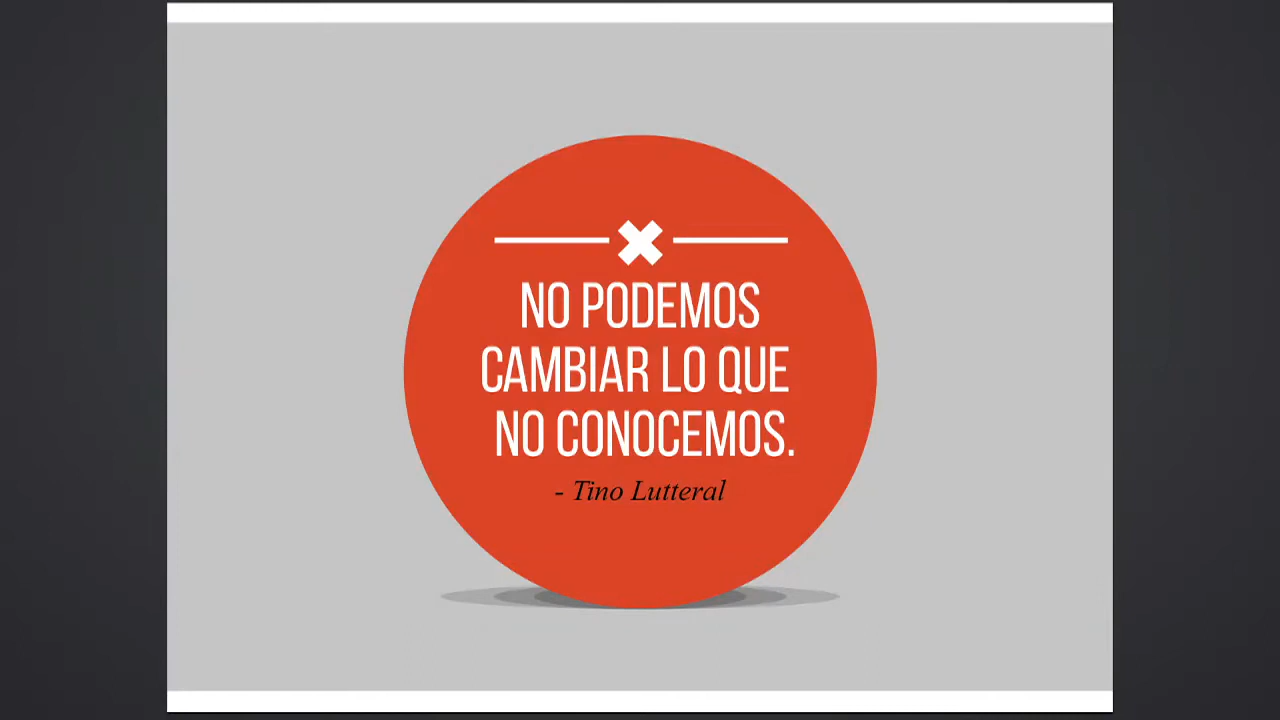 NO PODEMOS
CAMBIAR LO QUE
NO CONOCEMOS.
- Tino Lutteral